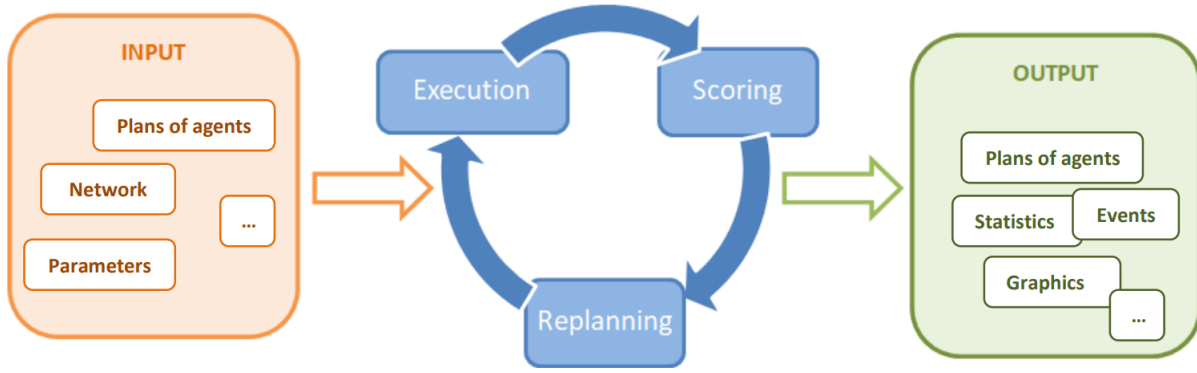 INPUT
Plans of agents
Network
...
Parameters
Execution
Scoring
Replanning
OUTPUT
Plans of agents
Statistics
Events
Graphics
...